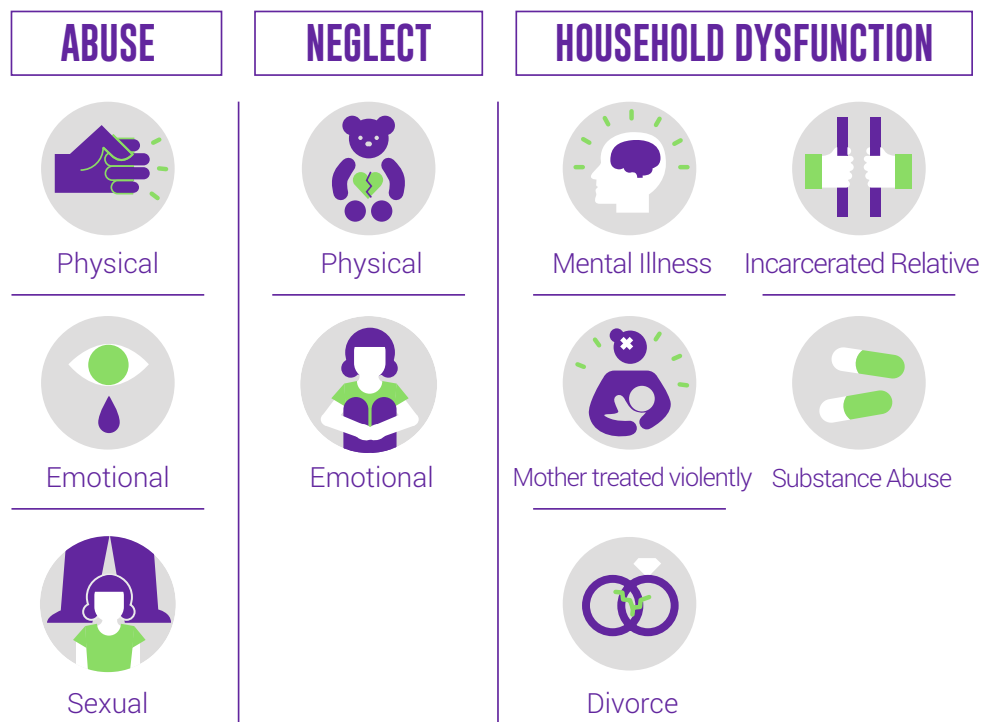 ABUSE
Physical
Emotional
Sexual
NEGLECT
Physical
Emotional
HOUSEHOLD DYSFUNCTION
Mental Illness
Incarcerated Relative
Mother treated violently
Substance Abuse
Divorce